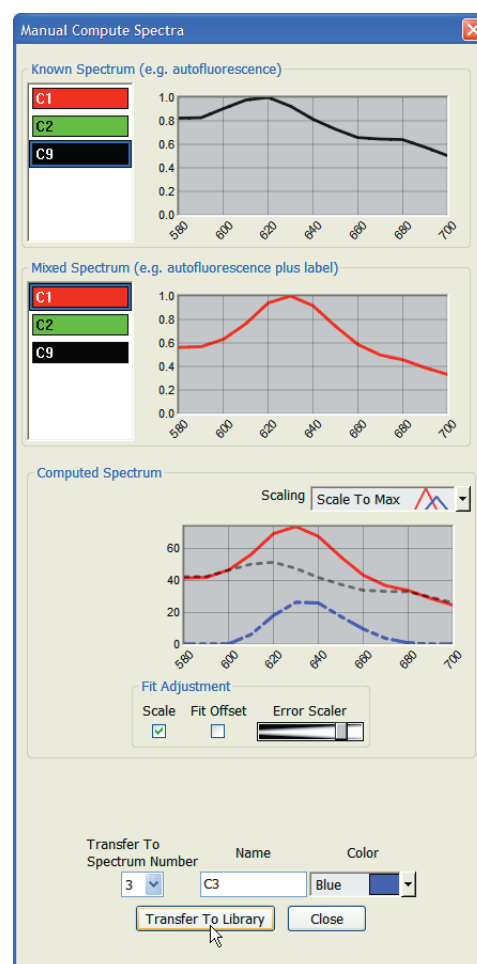 Manual Compute Spectra
Known Spectrum (e.g. autofluorescence)
C1
C2
C9
1.0
0.8
0.6
0.4
0.2
0.0
580 600 620 640 660 680 700
Mixed Spectrum (e.g. autofluorescence plus label)
C1
C2
C9
1.0
0.8
0.6
0.4
0.2
0.0
580 600 620 640 660 680 700
Computed Spectrum
Scaling Scale To Max
60
40
20
0
580 600 620 640 660 680 700
Fit Adjustment
Scale Fit Offset Error Scaler
Transfer To
Spectrum Number Name Color
3 C3 Blue
Transfer To Library Close